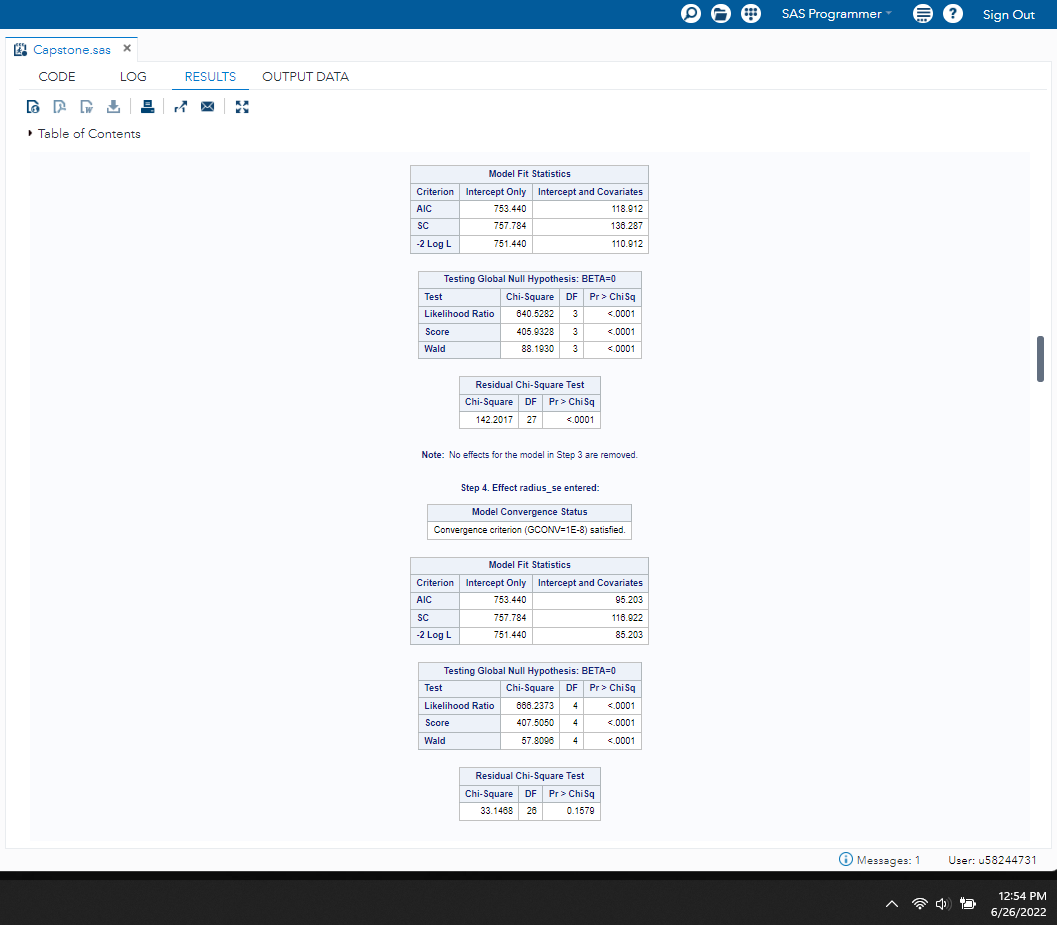 SAS Programmer
Sign Out
Capstone.sas
CODE LOG RESULTS OUTPUT DATA
Table of Contents
Model Fit Statistics
Criterion Intercept Only Intercept and Covariates
AIC 753.440 118.912
SC 757.784 136.287
-2 Log L 751.440 110.912
Testing Global Null Hypothesis: BETA=0
Test Chi-Square DF Pr > ChiSq
Likelihood Ratio 640.5282 3 <.0001
Score 405.9328 3 <.0001
Wald 88.1930 3 <.0001
Residual Chi-Square Test
Chi-Square DF Pr > ChiSq
142.2017 27 <.0001
Note: No effects for the model in Step 3 are removed.
Step 4. Effect radius_se entered:
Model Convergence Status
Convergence criterion (GCONV=1E-8) satisfied.
Model Fit Statistics
Criterion Intercept Only Intercept and Covariates
AIC 753.440 95.203
SC 757.784 116.922
-2 Log L 751.440 85.203
Testing Global Null Hypothesis: BETA=0
Test Chi-Square DF Pr > ChiSq
Likelihood Ratio 666.2373 4 <.0001
Score 407.5050 4 <.0001
Wald 57.8096 4 <.0001
Residual Chi-Square Test
Chi-Square DF Pr > ChiSq
33.1468 26 0.1579
Messages: 1 User: u58244731
12:54 PM
6/26/2022